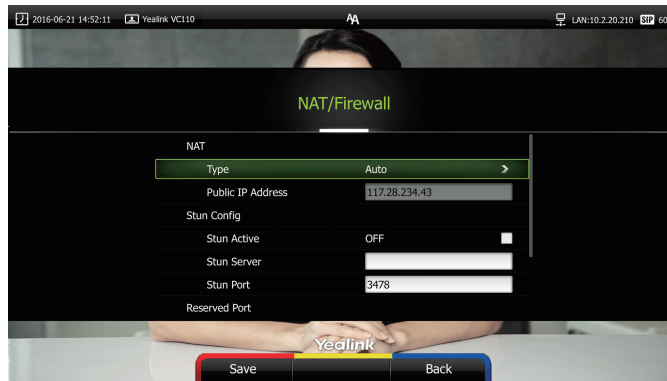 2016-06-21 14:52:11 Yealink VC110 AA LAN:10.2.20.210 SIP 60
NAT/Firewall
NAT
Type Auto
Public IP Address 117.28.234.43
Stun Config
Stun Active OFF
Stun Server
Stun Port 3478
Reserved Port
Yealink
Save Back